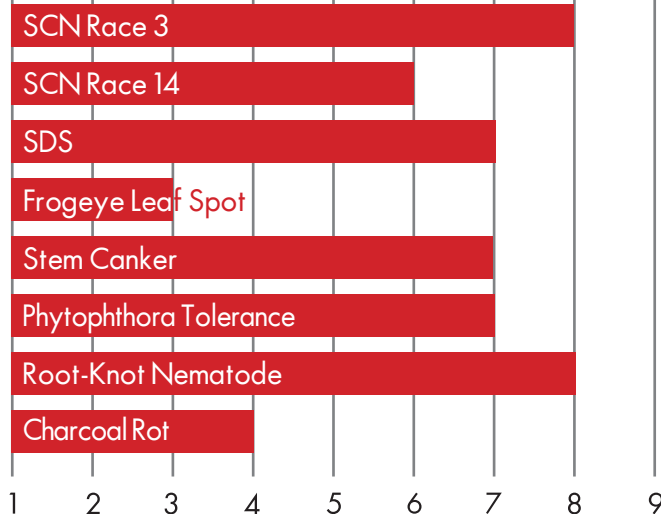 SCN Race 3
SCN Race 14
SDS
Frogeye Leaf Spot
Stem Canker
Phytophthora Tolerance
Root-Knot Nematode
Charcoal Rot
1 2 3 4 5 6 7 8 9